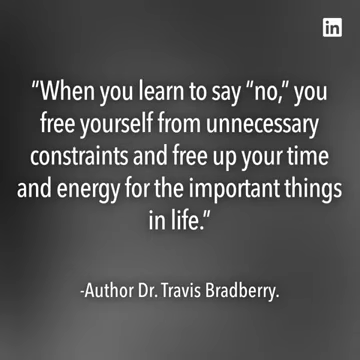 in
“When you learn to say “no,” you
free yourself from unnecessary
constraints and free up your time
and energy for the important things
in life.”
-Author Dr. Travis Bradberry.